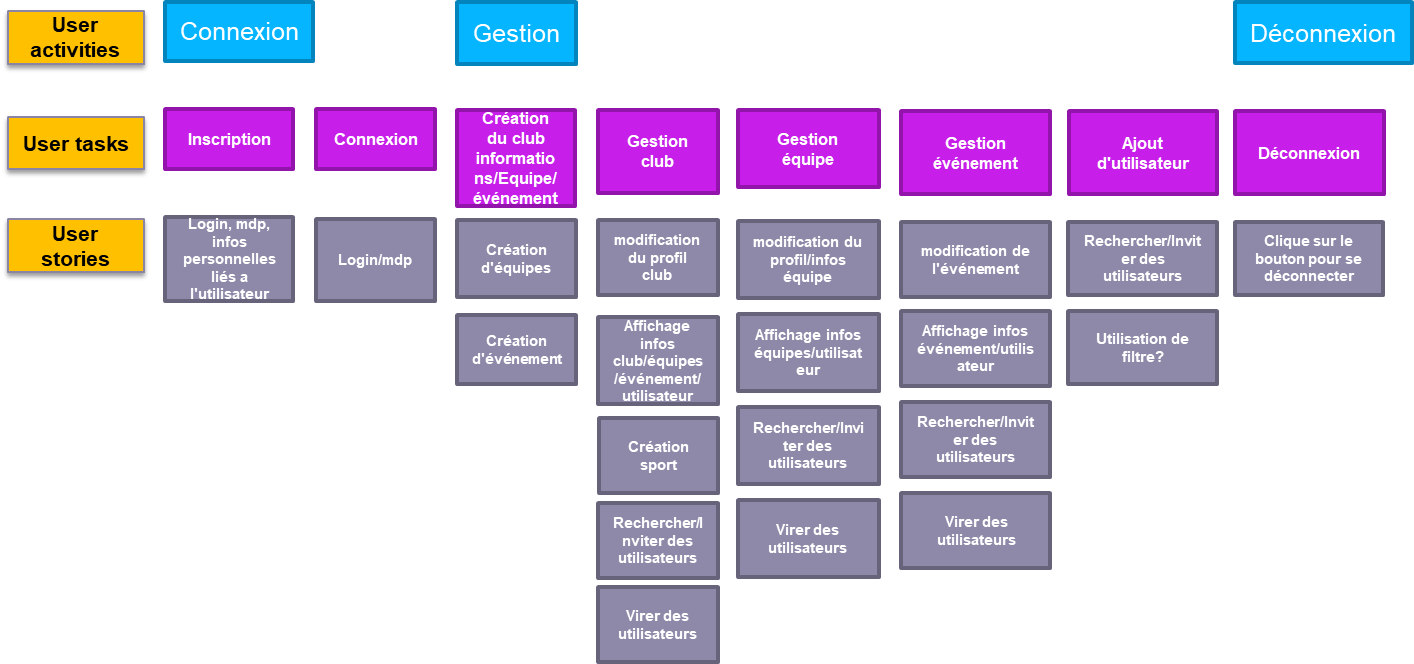 User
activities
Connexion
Gestion
Déconnexion
User tasks
Inscription
Connexion
Création
du club
informatio
ns/Equipe/
événement
Gestion
club
Gestion
équipe
Gestion
événement
Ajout
d'utilisateur
Déconnexion
User
stories
Login, mdp,
infos
personnelles
liés a
l'utilisateur
Login/mdp
Création
d'équipes
modification
du profil
club
modification du
profil/infos
équipe
modification de
l'événement
Rechercher/Invit
er des
utilisateurs
Clique sur le
bouton pour se
déconnecter
Création
d'événement
Affichage
infos
club/équipes
/événement/
utilisateur
Affichage infos
équipes/utilisat
eur
Affichage infos
événement/utilis
ateur
Utilisation de
filtre?
Création
sport
Rechercher/Invi
ter des
utilisateurs
Rechercher/Invit
er des
utilisateurs
Rechercher/I
nviter des
utilisateurs
Virer des
utilisateurs
Virer des
utilisateurs
Virer des
utilisateurs